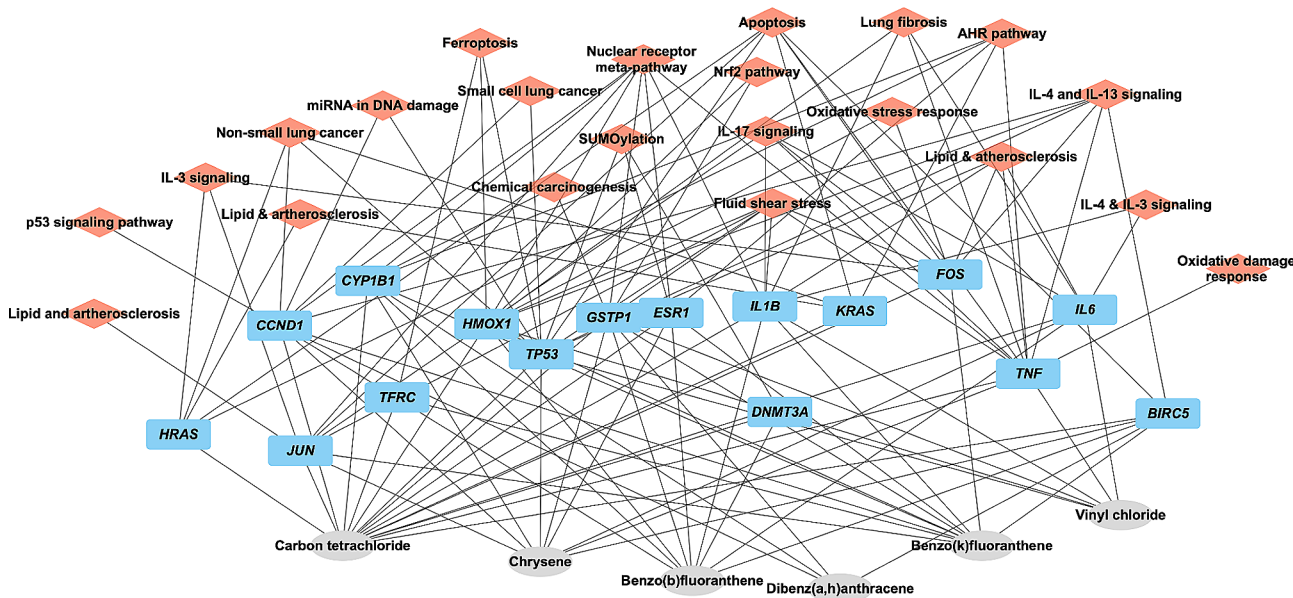 Apoptosis
Lung fibrosis
AHR pathway
Ferroptosis
Nuclear receptor
meta-pathway
Nrf2 pathway
Small cell lung cancer
IL-4 and IL-13 signaling
miRNA in DNA damage
Oxidative stress response
Non-small lung cancer
SUMOylation
IL-17 signaling
Lipid & atherosclerosis
IL-3 signaling
Chemical carcinogenesis
Lipid & artherosclerosis
Fluid shear stress
IL-4 & IL-3 signaling
p53 signaling pathway
Oxidative damage
response
Lipid and artherosclerosis
CYP1B1
FOS
CCND1
HMOX1
GSTP1
ESR1
IL1B
KRAS
IL6
TP53
TNF
TFRC
DNMT3A
BIRC5
HRAS
JUN
Vinyl chloride
Carbon tetrachloride
Benzo(k)fluoranthene
Chrysene
Benzo(b)fluoranthene
Dibenz(a,h)anthracene